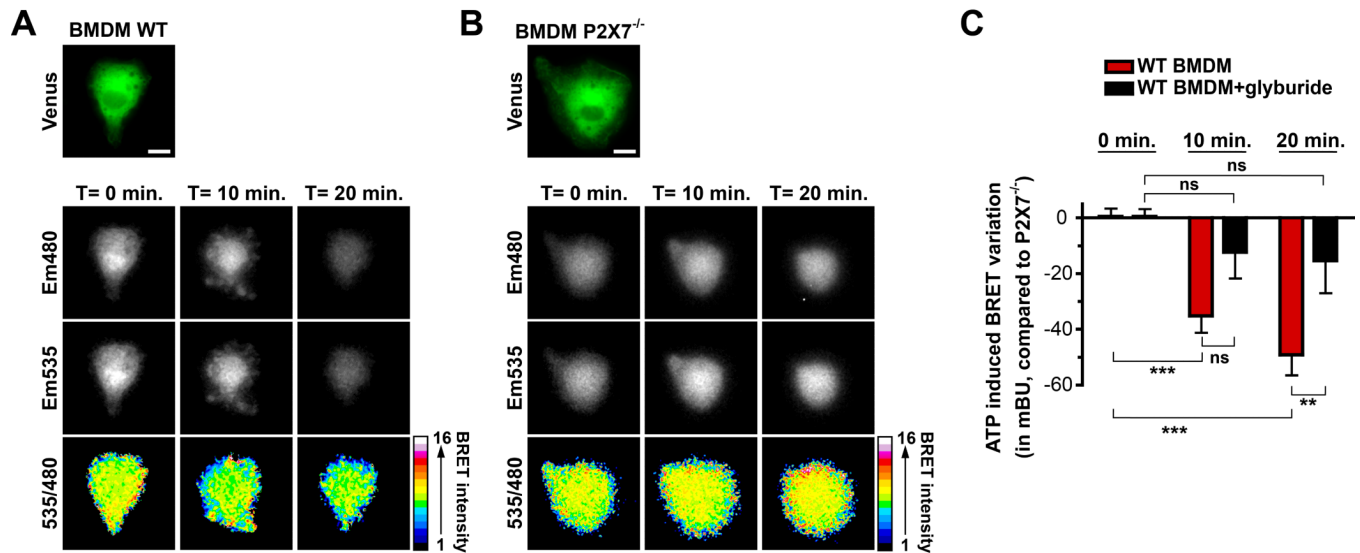 A
BMDM WT
Venus
T= 0 min. T= 10 min. T= 20 min.
Em480
Em535
535/480
16
1
BRET intensity
B
BMDM P2X7-/-
Venus
T= 0 min. T= 10 min. T= 20 min.
Em480
Em535
535/480
16
1
BRET intensity
C
WT BMDM
WT BMDM+glyburide
0 min. 10 min. 20 min.
ns
ns
0
-20
-40
-60
ns
***
**
***
ATP induced BRET variation
(in mBU, compared to P2X7-/-)